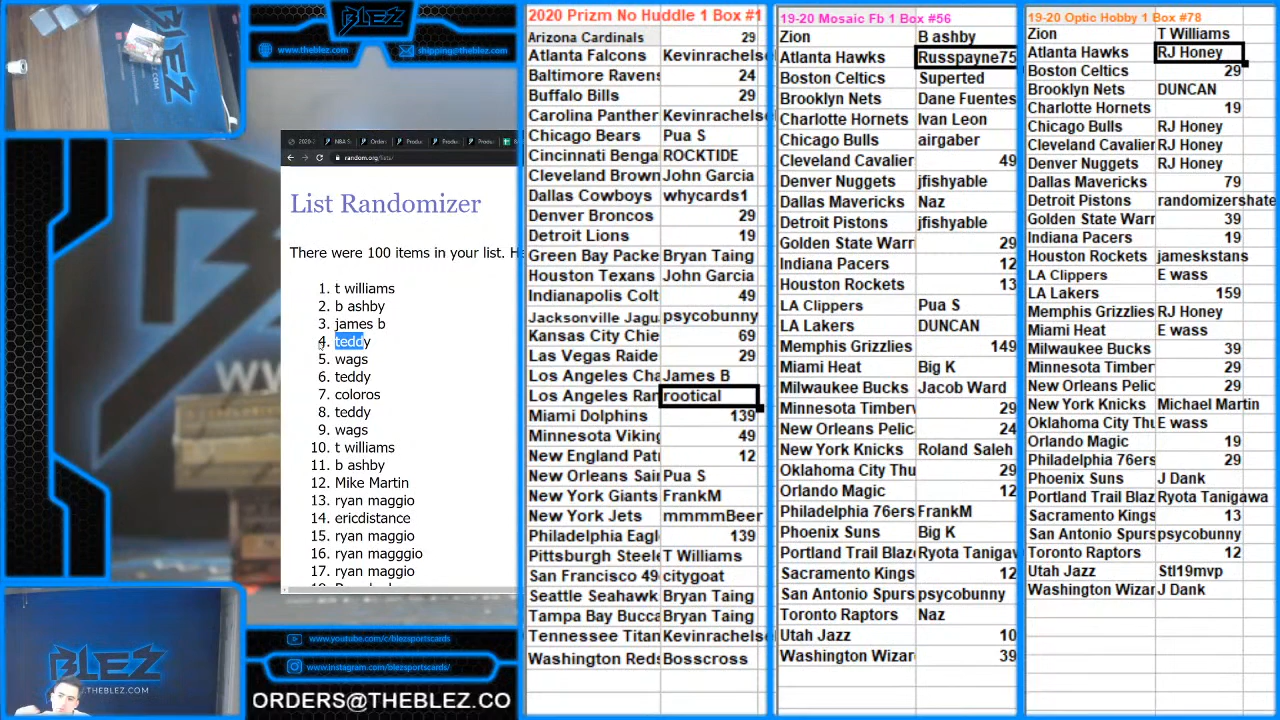 BLEZ
www.theblez.com
shipping@theblez.com
BLEZ
random.org/lists/
List Randomizer
There were 100 items in your list. He
1. t williams
2. b ashby
3. james b
4. teddy
5. wags
6. teddy
7. coloros
8. teddy
9. wags
10. t williams
11. b ashby
12. Mike Martin
13. ryan maggio
14. ericdistance
15. ryan maggio
16. ryan magggio
17. ryan maggio
www.youtube.com/c/blezsportscards
www.instagram.com/blezsportscards/
ORDERS@THEBLEZ.CO
BLEZ
THEBLEZ.COM
2020 Prizm No Huddle 1 Box #1
Arizona Cardinals 29
Atlanta Falcons Kevinrachelse
Baltimore Ravens 24
Buffalo Bills 29
Carolina Panther Kevinrachelse
Chicago Bears Pua S
Cincinnati Benga ROCKTIDE
Cleveland Brown John Garcia
Dallas Cowboys whycards1
Denver Broncos 29
Detroit Lions 19
Green Bay Packe Bryan Taing
Houston Texans John Garcia
Indianapolis Colt 49
Jacksonville Jagu psycobunny
Kansas City Chie 69
Las Vegas Raide 29
Los Angeles Cha James B
Los Angeles Ran rootical
Miami Dolphins 139
Minnesota Viking 49
New England Pat 12
New Orleans Sai Pua S
New York Giants FrankM
New York Jets mmmmBeer
Philadelphia Eagl 139
Pittsburgh Steele T Williams
San Francisco 49 citygoat
Seattle Seahawk Bryan Taing
Tampa Bay Bucca Bryan Taing
Tennessee Titan Kevinrachelse
Washington Reds Bosscross
19-20 Mosaic Fb 1 Box #56
Zion B ashby
Atlanta Hawks Russpayne75
Boston Celtics Superted
Brooklyn Nets Dane Fuentes
Charlotte Hornets Ivan Leon
Chicago Bulls airgaber
Cleveland Cavalier 49
Denver Nuggets jfishyable
Dallas Mavericks Naz
Detroit Pistons jfishyable
Golden State Warr 29
Indiana Pacers 12
Houston Rockets 13
LA Clippers Pua S
LA Lakers DUNCAN
Memphis Grizzlies 149
Miami Heat Big K
Milwaukee Bucks Jacob Ward
Minnesota Timberv 29
New Orleans Pelic 24
New York Knicks Roland Saleh
Oklahoma City Thu 29
Orlando Magic 12
Philadelphia 76ers FrankM
Phoenix Suns Big K
Portland Trail Blaz Ryota Tanigaw
Sacramento Kings 12
San Antonio Spurs psycobunny
Toronto Raptors Naz
Utah Jazz 10
Washington Wizar 39
19-20 Optic Hobby 1 Box #78
Zion T Williams
Atlanta Hawks RJ Honey
Boston Celtics 29
Brooklyn Nets DUNCAN
Charlotte Hornets 19
Chicago Bulls RJ Honey
Cleveland Cavalier RJ Honey
Denver Nuggets RJ Honey
Dallas Mavericks 79
Detroit Pistons randomizershate
Golden State Warr 39
Indiana Pacers 19
Houston Rockets jameskstans
LA Clippers E wass
LA Lakers 159
Memphis Grizzlies RJ Honey
Miami Heat E wass
Milwaukee Bucks 39
Minnesota Timber 29
New Orleans Pelic 29
New York Knicks Michael Martin
Oklahoma City Thu E wass
Orlando Magic 19
Philadelphia 76ers 29
Phoenix Suns J Dank
Portland Trail Blaz Ryota Tanigawa
Sacramento Kings 13
San Antonio Spurs psycobunny
Toronto Raptors 12
Utah Jazz Stl19mvp
Washington Wizar J Dank